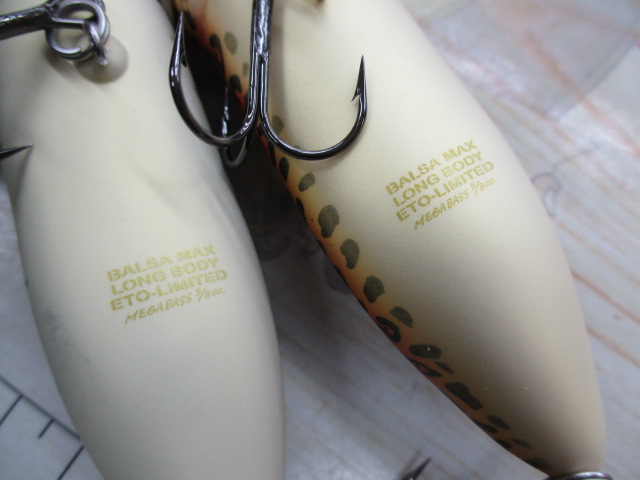 BALSA MAX
LONG BODY
ETO-LIMITED
MEGABASS 5/8oz.
BALSA MAX
LONG BODY
ETO-LIMITED
MEGABASS 5/8oz.